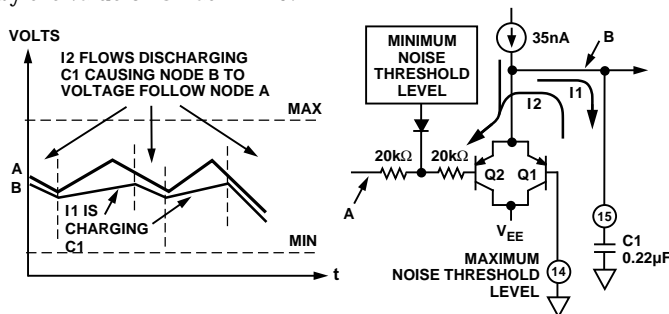 VOLTS
I2 FLOWS DISCHARGING
C1 CAUSING NODE B TO
VOLTAGE FOLLOW NODE A
MAX
A
B
I1 IS
CHARGING
C1
MIN
t
MINIMUM
NOISE
THRESHOLD
LEVEL
35nA
B
I1
I2
20kΩ
20kΩ
A
Q2
Q1
VEE
15
C1
0.22µF
MAXIMUM
NOISE THRESHOLD
LEVEL
14